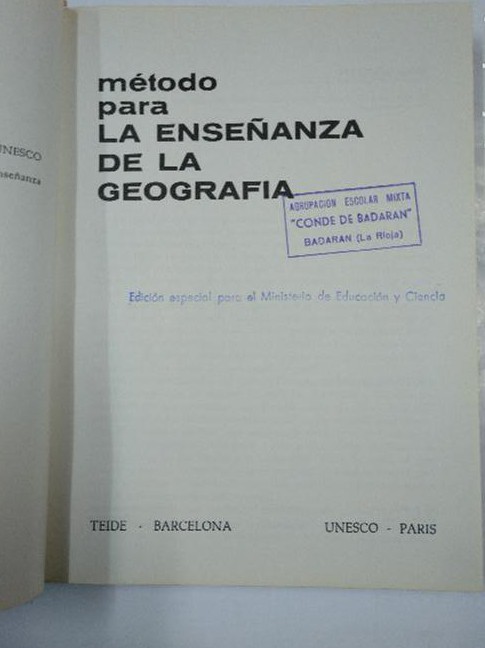 UNESCO
enseñanza
método
para
LA ENSEÑANZA
DE LA
GEOGRAFIA
AGRUPACION ESCOLAR MIXTA
"CONDE DE BADARAN"
BADARAN (La Rioja)
Edición especial para el Ministerio de Educación y Ciencia
TEIDE - BARCELONA
UNESCO - PARIS